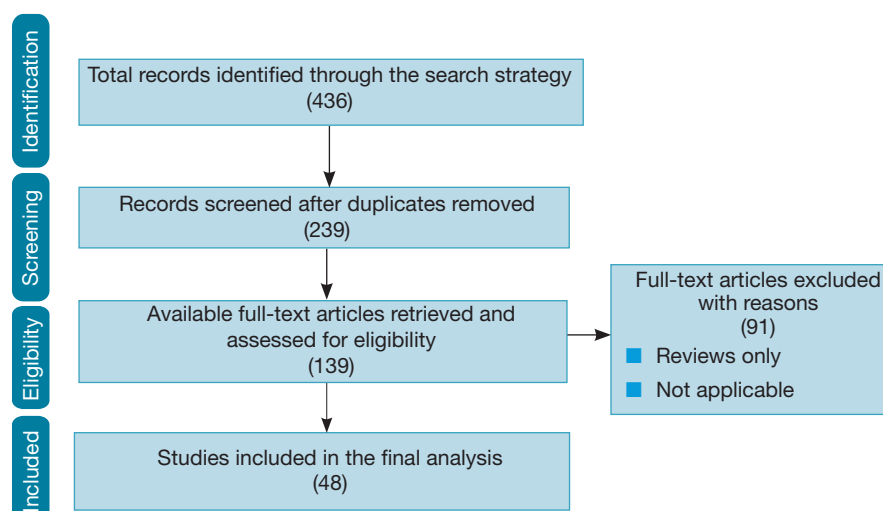 Identification
Total records identified through the search strategy
(436)
Screening
Records screened after duplicates removed
(239)
Eligibility
Available full-text articles retrieved and
assessed for eligibility
(139)
Full-text articles excluded
with reasons
(91)
Reviews only
Not applicable
Included
Studies included in the final analysis
(48)